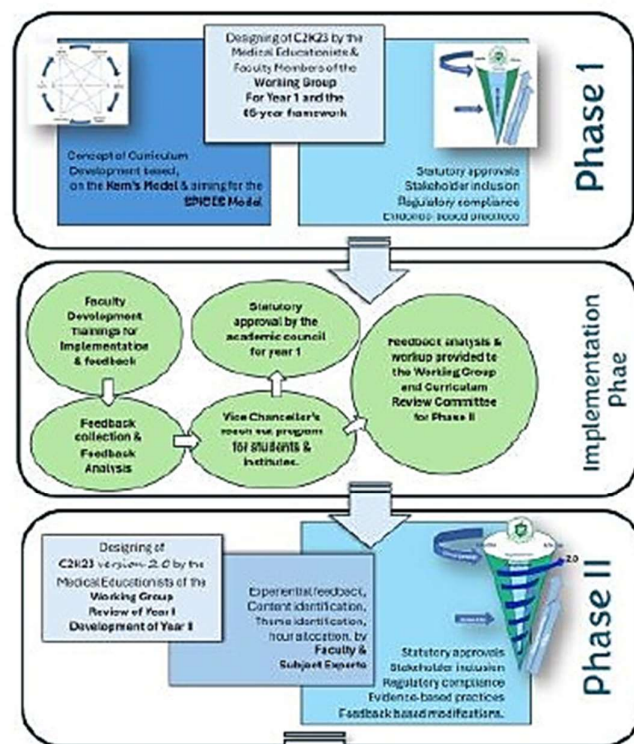 Designing of C2K23 by the
Medical Educationists &
Faculty Members of the
Working Group
For Year 1 and the
05-year framework
Concept of Curriculum
Development based,
on the Kern's Model & aiming for the
SPICES Model
Statutory approvals
Stakeholder inclusion
Regulatory compliance
Evidence-based practices
Phase 1
Faculty
Development
Trainings for
Implementation
& feedback
Statutory
approval by the
academic council
for year 1
Feedback analysis &
workup provided to
the Working Group
and Curriculam
Review Committee
for Phase II
Feedback
collection &
Feedback
Analysis
Vice Chanceller's
reach out program
for students &
institutes.
Implementation
Phae
Designing of
C2K23 version 2.0 by the
Medical Educationists of the
Working Group
Review of Year I
Development of Year II
Experiential feedback,
Content identification,
Theme identification,
hour allocation, by
Faculty &
Subject Experts
2.0
Statutory approvals
Stakeholder inclusion
Regulatory compliance
Evidence-based practices
Feedback based modifications.
Phase II